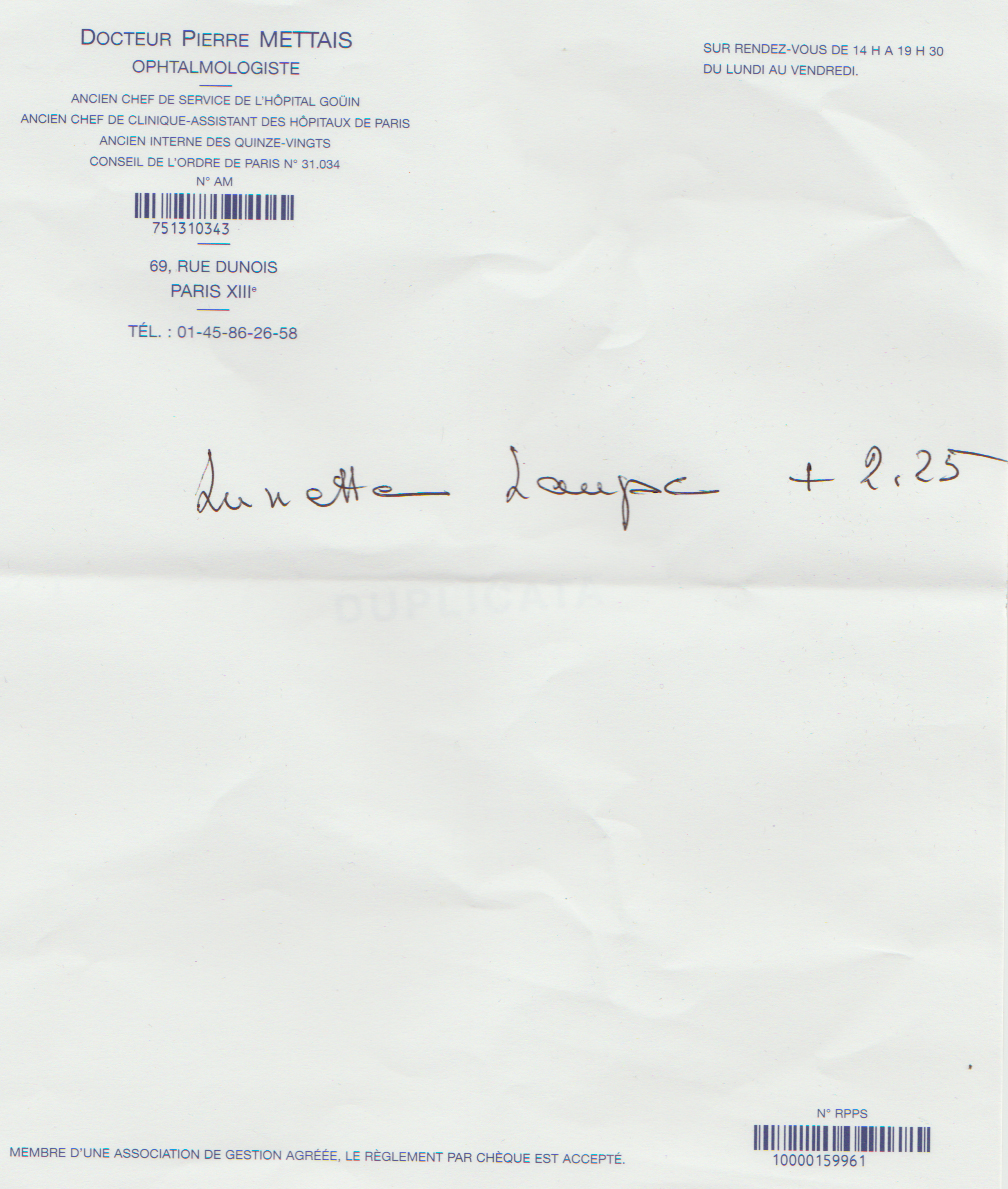 DOCTEUR PIERRE METTAIS
OPHTALMOLOGISTE
ANCIEN CHEF DE SERVICE DE L'HÔPITAL GOÜIN
ANCIEN CHEF DE CLINIQUE-ASSISTANT DES HÔPITAUX DE PARIS
ANCIEN INTERNE DES QUINZE-VINGTS
CONSEIL DE L'ORDRE DE PARIS N° 31.034
N° AM
751310343
69, RUE DUNOIS
PARIS XIIIe
TÉL. : 01-45-86-26-58
SUR RENDEZ-VOUS DE 14 H A 19 H 30
DU LUNDI AU VENDREDI.
Lunette Loupe + 2.25
DUPLICATA
N° RPPS
10000159961
MEMBRE D'UNE ASSOCIATION DE GESTION AGRÉÉE, LE RÈGLEMENT PAR CHÈQUE EST ACCEPTÉ.